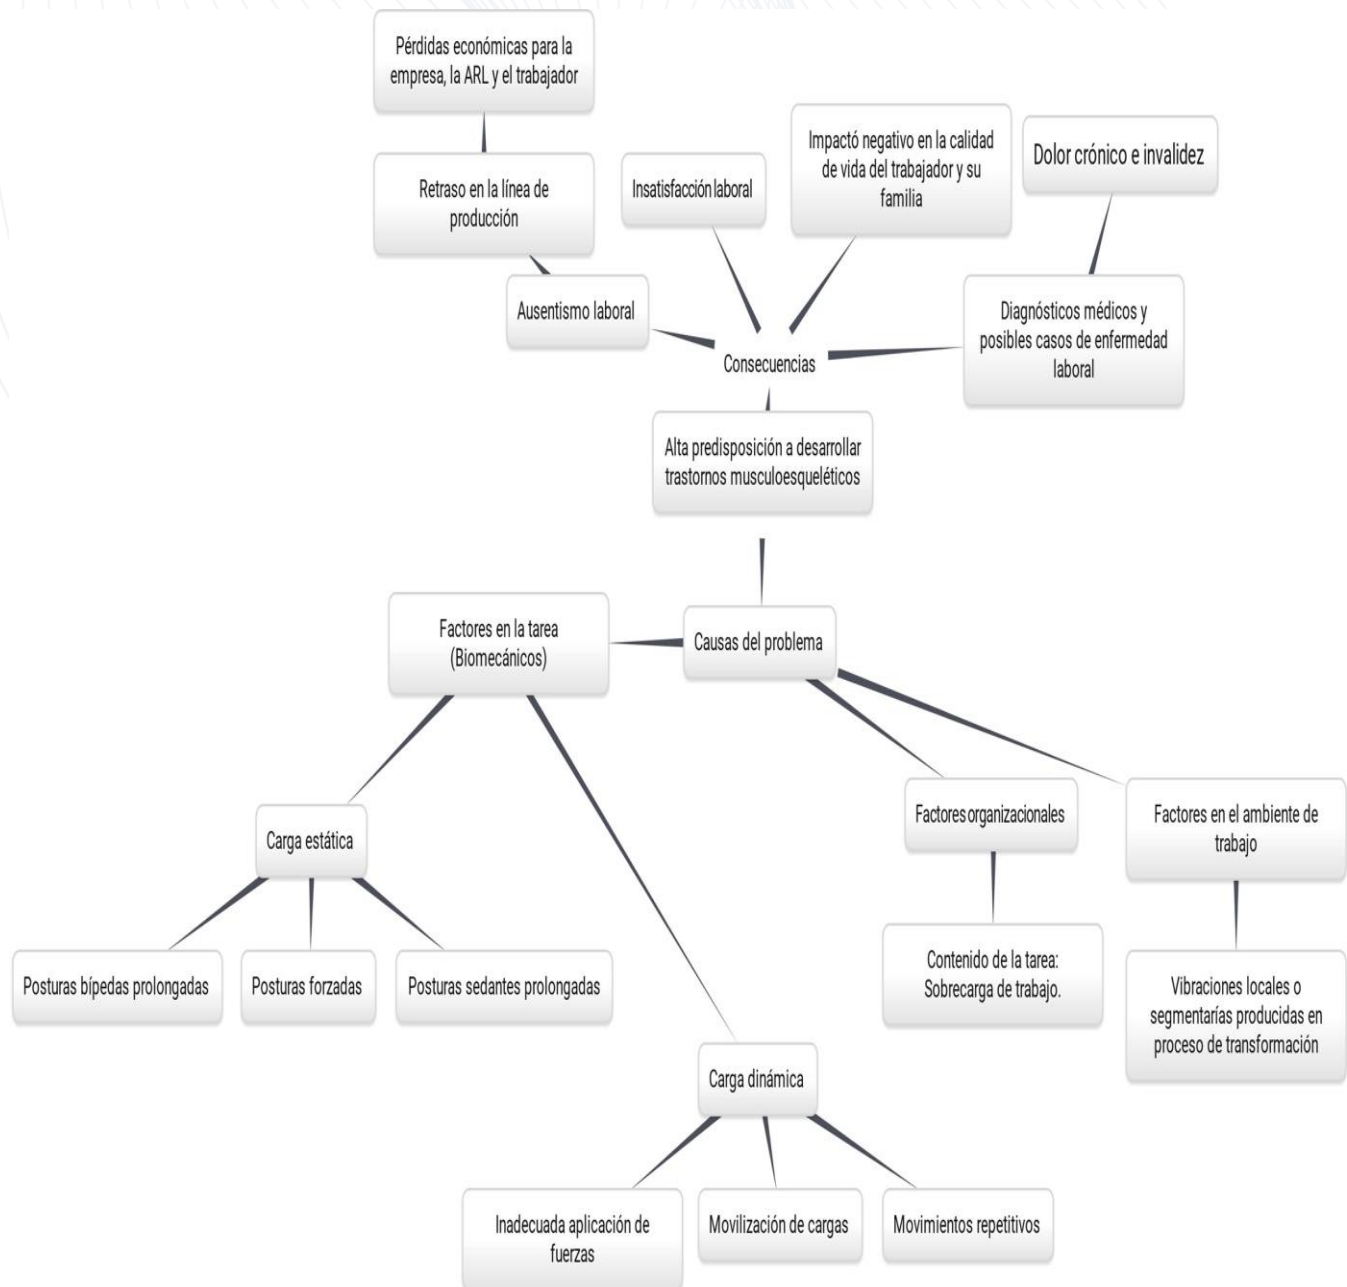 Pérdidas económicas para la
empresa, la ARL y el trabajador
Retraso en la línea de
producción
Insatisfacción laboral
Impactó negativo en la calidad
de vida del trabajador y su
familia
Dolor crónico e invalidez
Ausentismo laboral
Diagnósticos médicos y
posibles casos de enfermedad
laboral
Consecuencias
Alta predisposición a desarrollar
trastornos musculoesqueléticos
Factores en la tarea
(Biomecánicos)
Causas del problema
Carga estática
Factores organizacionales
Factores en el ambiente de
trabajo
Posturas bípedas prolongadas
Posturas forzadas
Posturas sedantes prolongadas
Contenido de la tarea:
Sobrecarga de trabajo.
Vibraciones locales o
segmentarías producidas en
proceso de transformación
Carga dinámica
Inadecuada aplicación de
fuerzas
Movilización de cargas
Movimientos repetitivos